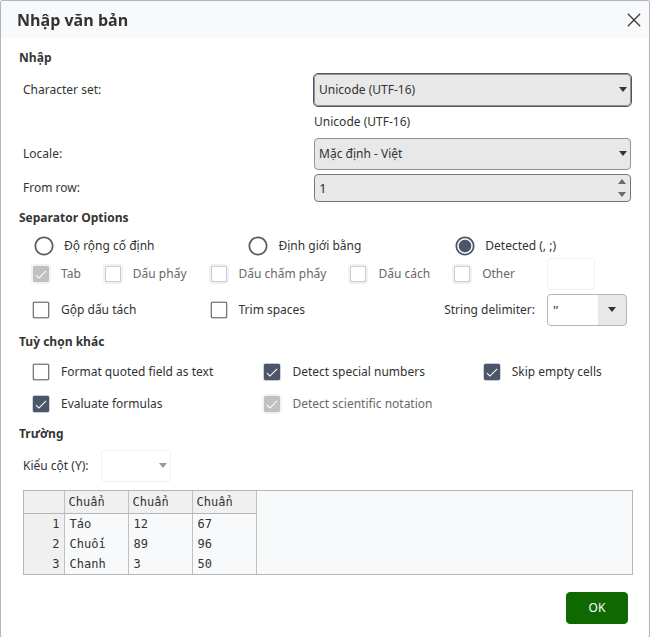 Nhập văn bản
Nhập
Character set: Unicode (UTF-16)
Unicode (UTF-16)
Locale: Mặc định - Việt
From row: 1
Separator Options
Độ rộng cố định Định giới bằng Detected (, ;)
Tab Dấu phẩy Dấu chấm phẩy Dấu cách Other
Gộp dấu tách Trim spaces String delimiter: "
Tuỳ chọn khác
Format quoted field as text Detect special numbers Skip empty cells
Evaluate formulas Detect scientific notation
Trường
Kiểu cột (Y):
Chuẩn Chuẩn Chuẩn
1 Táo 12 67
2 Chuối 89 96
3 Chanh 3 50
OK